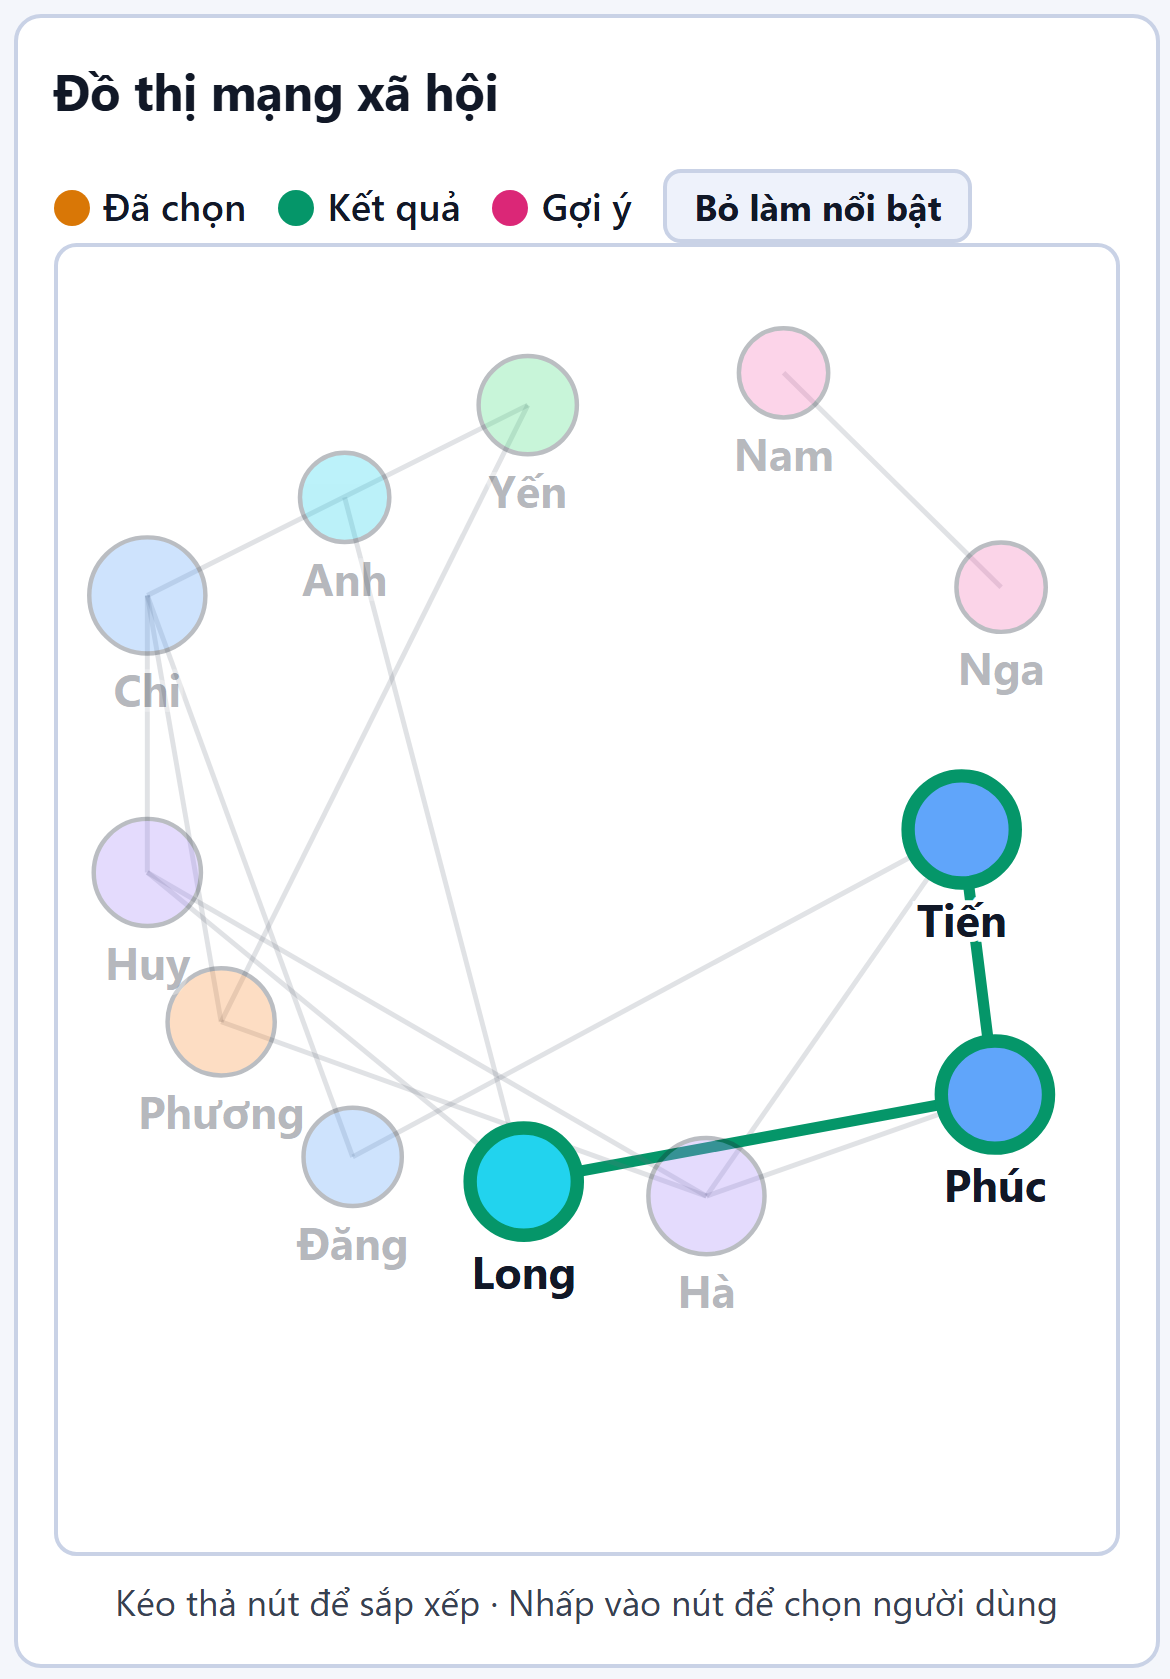 Đồ thị mạng xã hội
Đã chọn
Kết quả
Gợi ý
Bỏ làm nổi bật
Nam
Yến
Anh
Nga
Chi
Tiến
Huy
Phương
Phúc
Đăng
Long
Hà
Kéo thả nút để sắp xếp · Nhấp vào nút để chọn người dùng